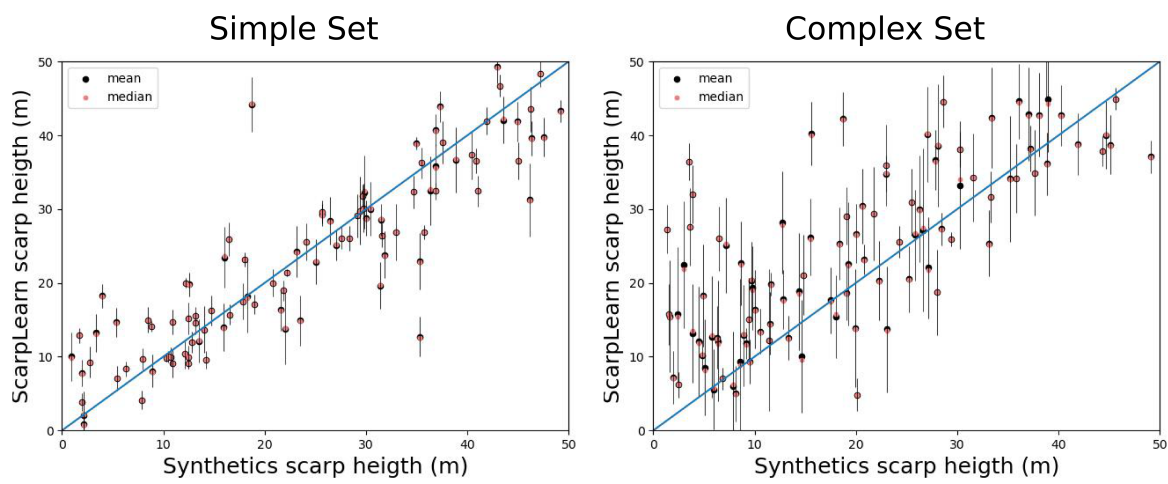 Simple Set
Complex Set
ScarpLearn scarp heigth (m)
50
40
30
20
10
0
mean
median
0 10 20 30 40 50
Synthetics scarp heigth (m)
ScarpLearn scarp heigth (m)
50
40
30
20
10
0
mean
median
0 10 20 30 40 50
Synthetics scarp heigth (m)